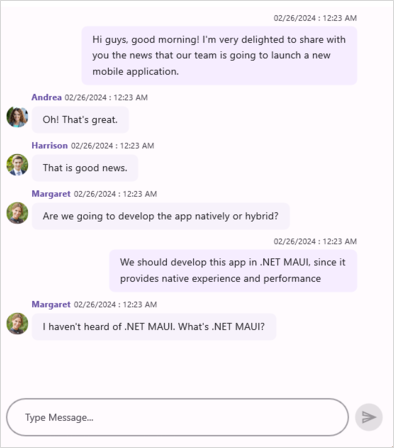 02/26/2024 : 12:23 AM
Hi guys, good morning! I'm very delighted to share with
you the news that our team is going to launch a new
mobile application.
Andrea 02/26/2024 : 12:23 AM
Oh! That's great.
Harrison 02/26/2024 : 12:23 AM
That is good news.
Margaret 02/26/2024 : 12:23 AM
Are we going to develop the app natively or hybrid?
02/26/2024 : 12:23 AM
We should develop this app in .NET MAUI, since it
provides native experience and performance
Margaret 02/26/2024 : 12:23 AM
I haven't heard of .NET MAUI. What's .NET MAUI?
Type Message...